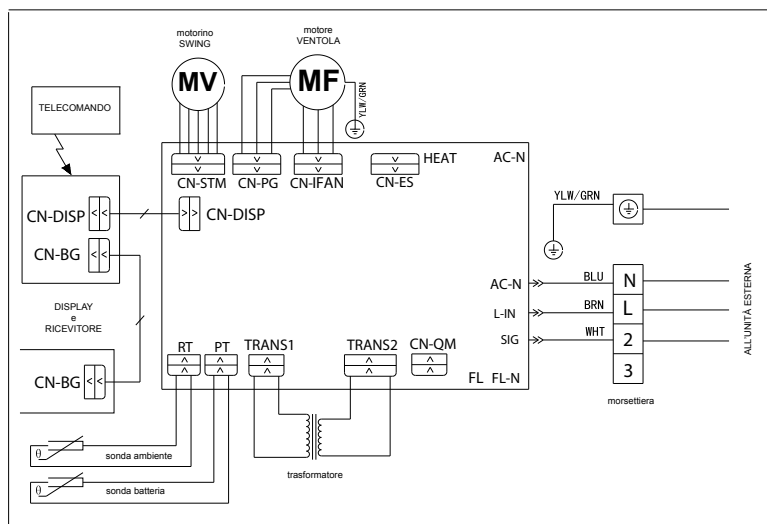 motorino
SWING
motore
VENTOLA
MV
MF
YLW/GRN
TELECOMANDO
HEAT
AC-N
CN-STM
CN-PG
CN-IFAN
CN-ES
YLW/GRN
CN-DISP
CN-DISP
CN-BG
AC-N
BLU
N
L-IN
BRN
L
SIG
WHT
2
3
ALL'UNITÀ ESTERNA
DISPLAY
e
RICEVITORE
RT
PT
TRANS1
TRANS2
CN-QM
CN-BG
FL
FL-N
morsettiera
θ
sonda ambiente
trasformatore
θ
sonda batteria